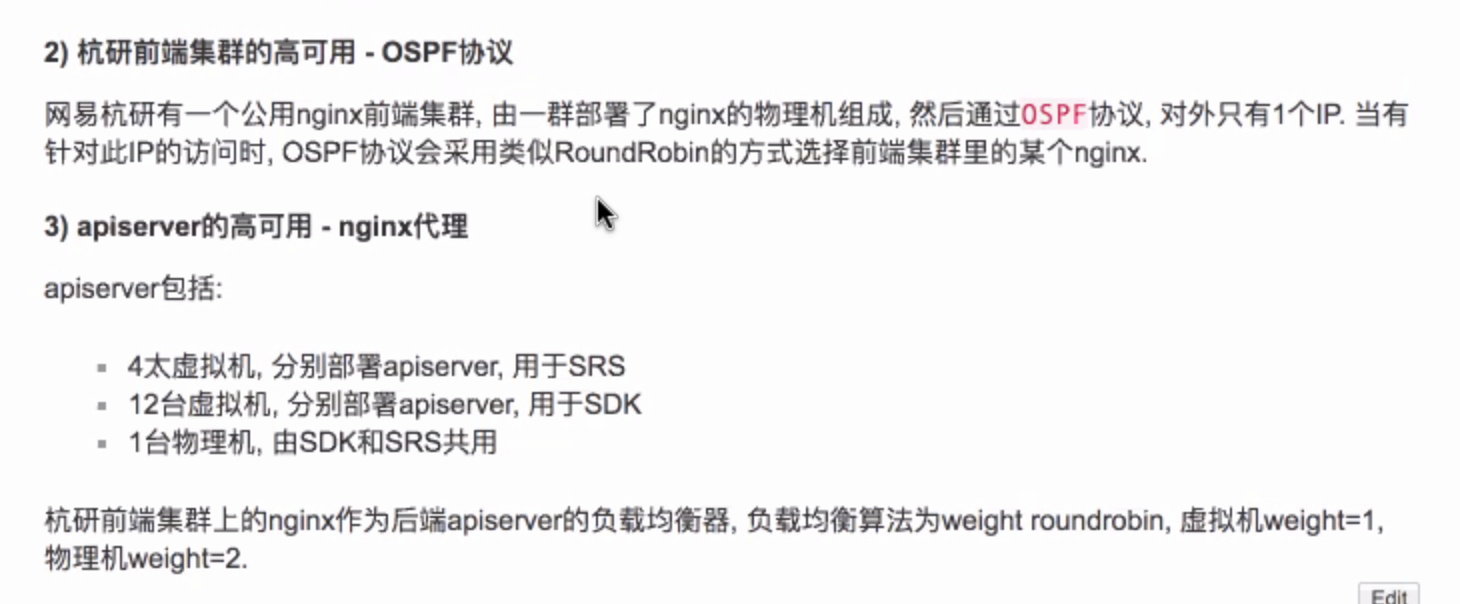 2) 杭研前端集群的高可用 - OSPF协议
网易杭研有一个公用nginx前端集群, 由一群部署了nginx的物理机组成, 然后通过OSPF协议, 对外只有1个IP. 当有
针对此IP的访问时, OSPF协议会采用类似RoundRobin的方式选择前端集群里的某个nginx.
3) apiserver的高可用 - nginx代理
apiserver包括:
4太虚拟机, 分别部署apiserver, 用于SRS
12台虚拟机, 分别部署apiserver, 用于SDK
1台物理机, 由SDK和SRS共用
杭研前端集群上的nginx作为后端apiserver的负载均衡器, 负载均衡算法为weight roundrobin, 虚拟机weight=1,
物理机weight=2.
Edit